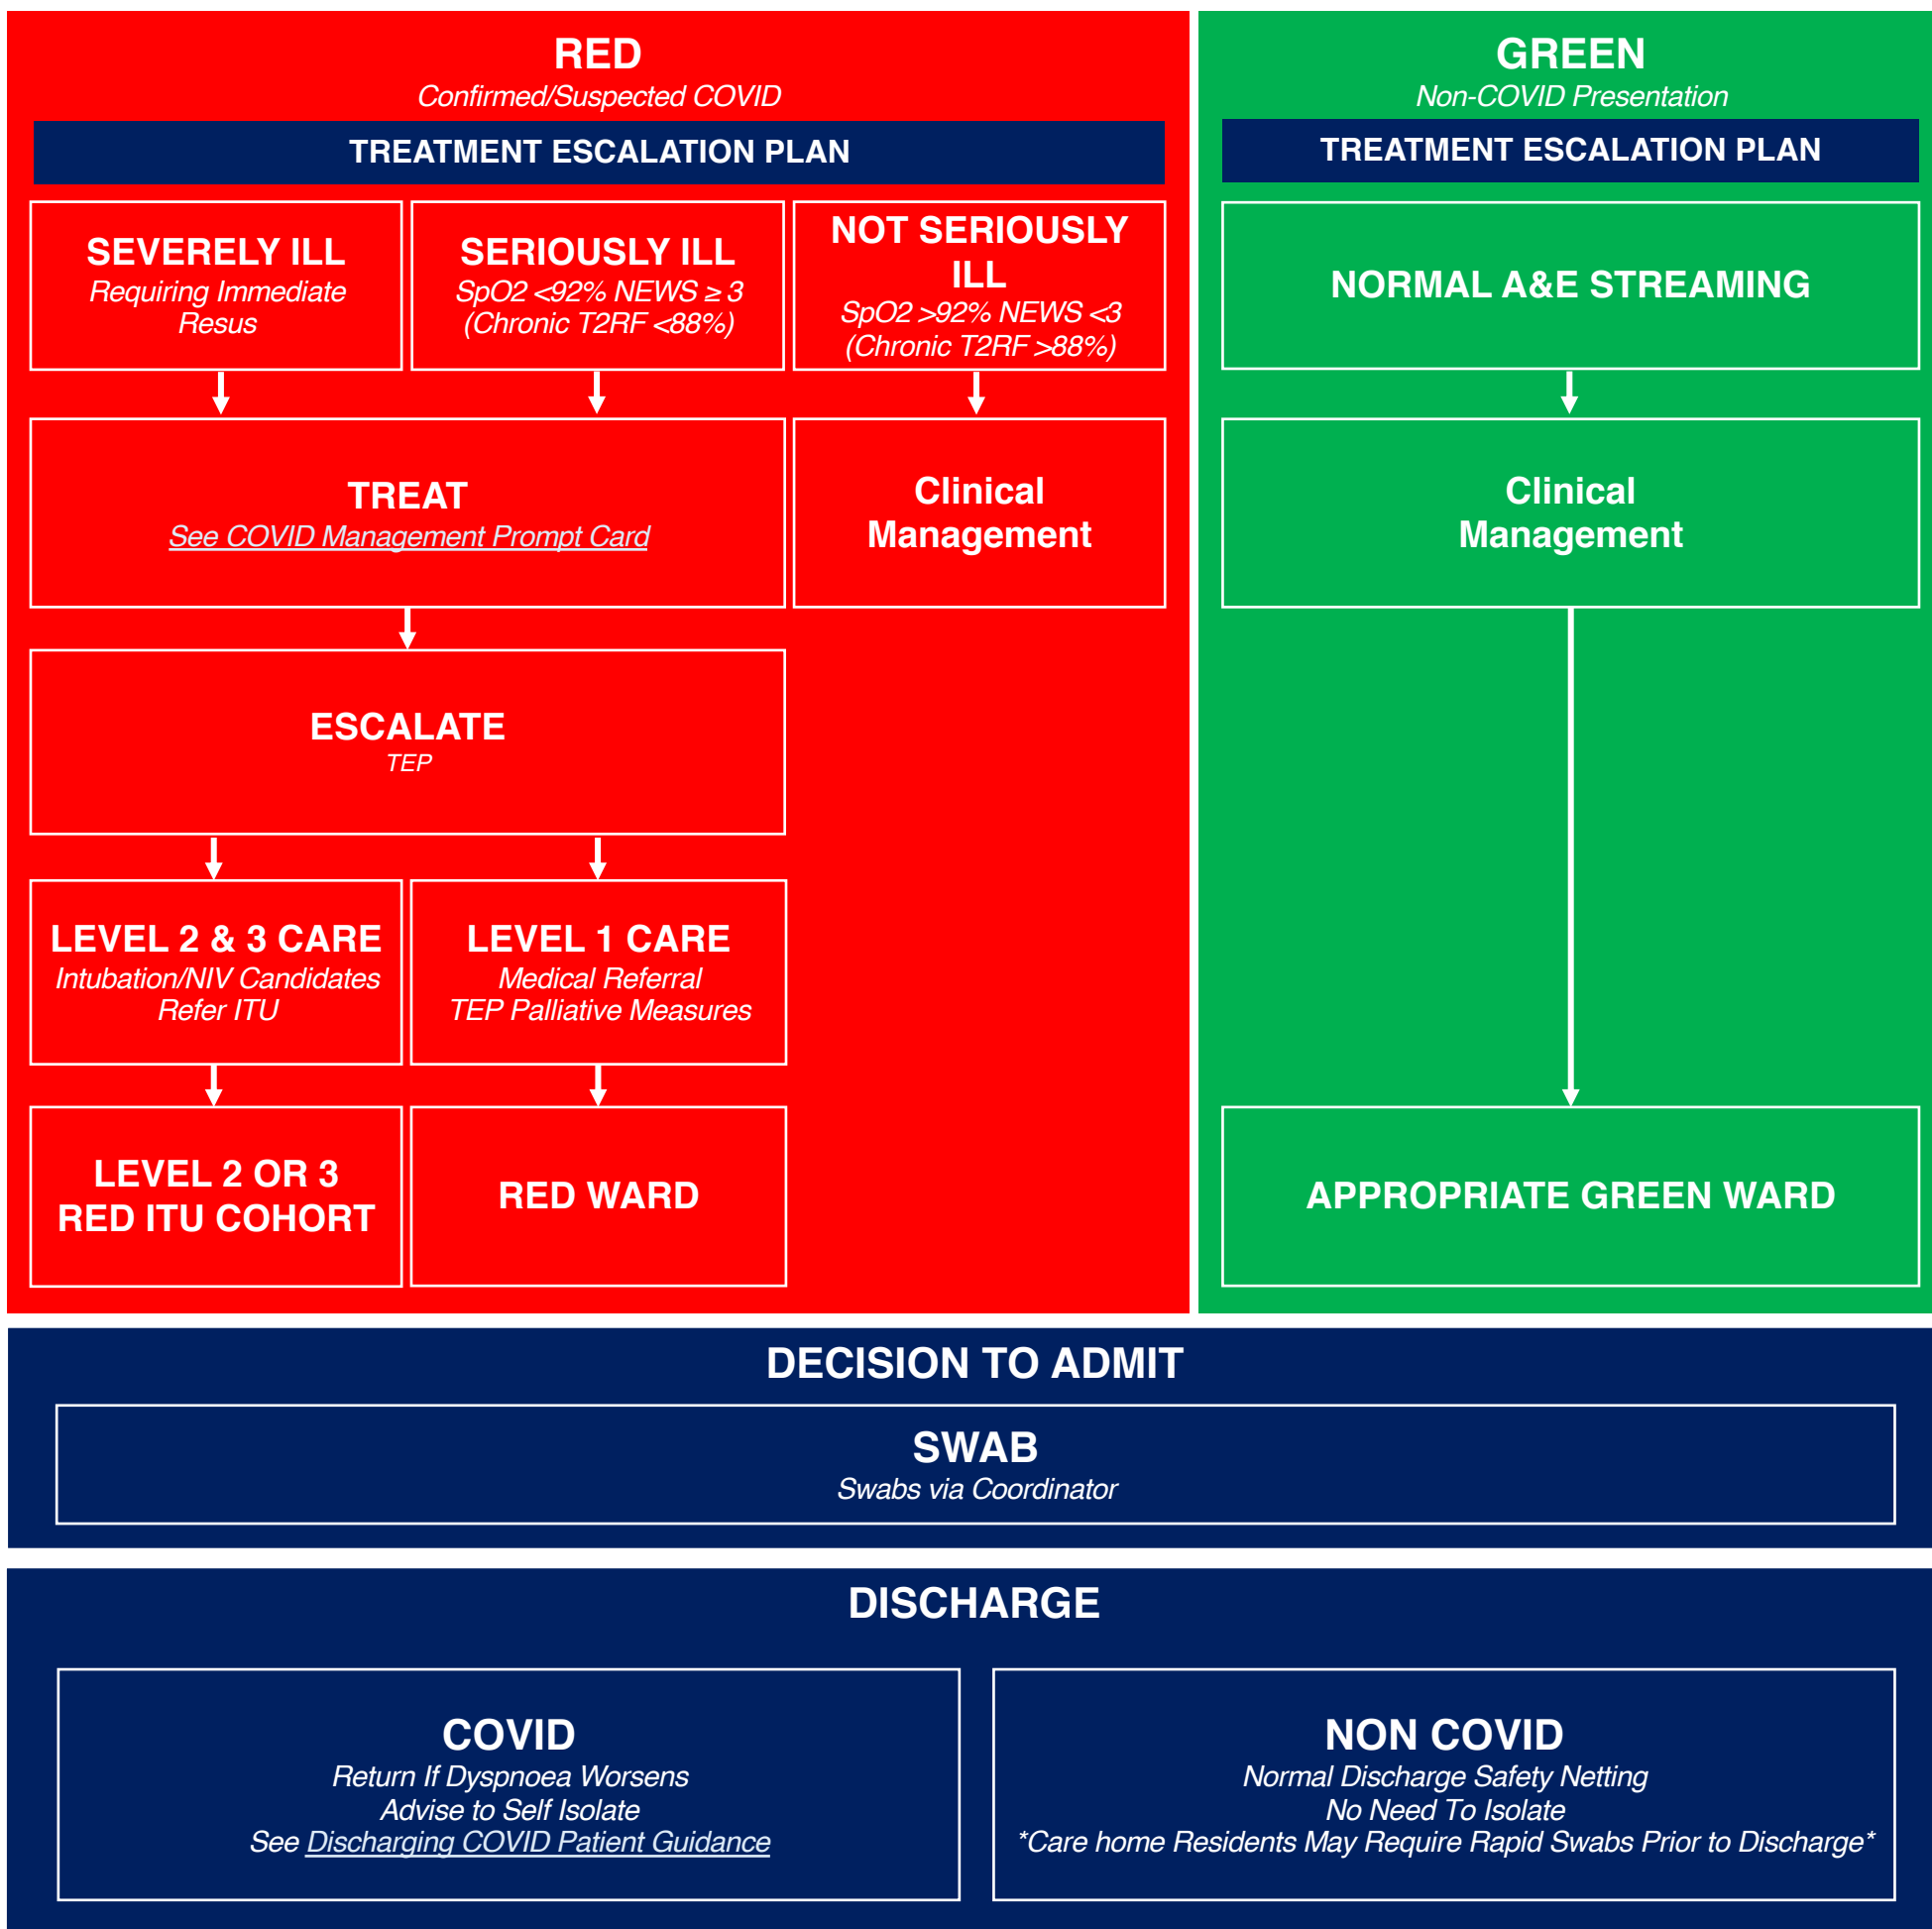 RED
Confirmed/Suspected COVID
TREATMENT ESCALATION PLAN
SEVERELY ILL
Requiring Immediate
Resus
SERIOUSLY ILL
SpO2 <92% NEWS ≥ 3
(Chronic T2RF <88%)
NOT SERIOUSLY
ILL
SpO2 >92% NEWS <3
(Chronic T2RF >88%)
TREAT
See COVID Management Prompt Card
Clinical
Management
ESCALATE
TEP
LEVEL 2 & 3 CARE
Intubation/NIV Candidates
Refer ITU
LEVEL 1 CARE
Medical Referral
TEP Palliative Measures
LEVEL 2 OR 3
RED ITU COHORT
RED WARD
GREEN
Non-COVID Presentation
TREATMENT ESCALATION PLAN
NORMAL A&E STREAMING
Clinical
Management
APPROPRIATE GREEN WARD
DECISION TO ADMIT
SWAB
Swabs via Coordinator
DISCHARGE
COVID
Return If Dyspnoea Worsens
Advise to Self Isolate
See Discharging COVID Patient Guidance
NON COVID
Normal Discharge Safety Netting
No Need To Isolate
*Care home Residents May Require Rapid Swabs Prior to Discharge*